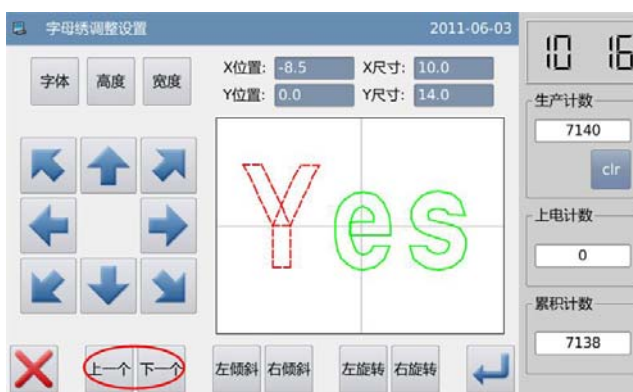 字母绣调整设置 2011-06-03
10 16
字体 高度 宽度
X位置: -8.5 X尺寸: 10.0
Y位置: 0.0 Y尺寸: 14.0
Yes
生产计数
7140
clr
上电计数
0
累积计数
7138
上一个 下一个 左倾斜 右倾斜 左旋转 右旋转